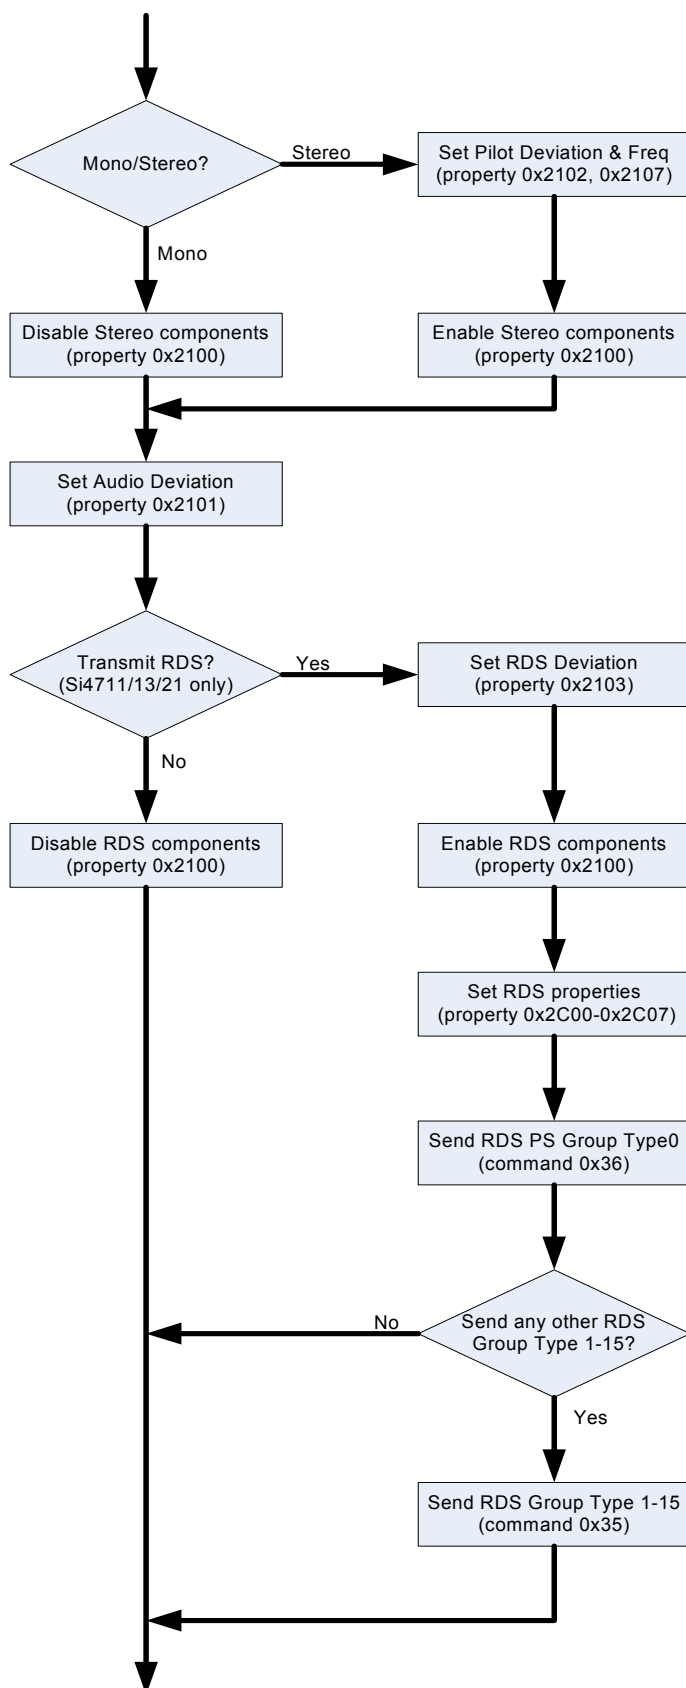 Mono/Stereo?
Stereo
Set Pilot Deviation & Freq
(property 0x2102, 0x2107)
Mono
Disable Stereo components
(property 0x2100)
Enable Stereo components
(property 0x2100)
Set Audio Deviation
(property 0x2101)
Transmit RDS?
(Si4711/13/21 only)
Yes
Set RDS Deviation
(property 0x2103)
No
Disable RDS components
(property 0x2100)
Enable RDS components
(property 0x2100)
Set RDS properties
(property 0x2C00-0x2C07)
Send RDS PS Group Type0
(command 0x36)
Send any other RDS
Group Type 1-15?
No
Yes
Send RDS Group Type 1-15
(command 0x35)